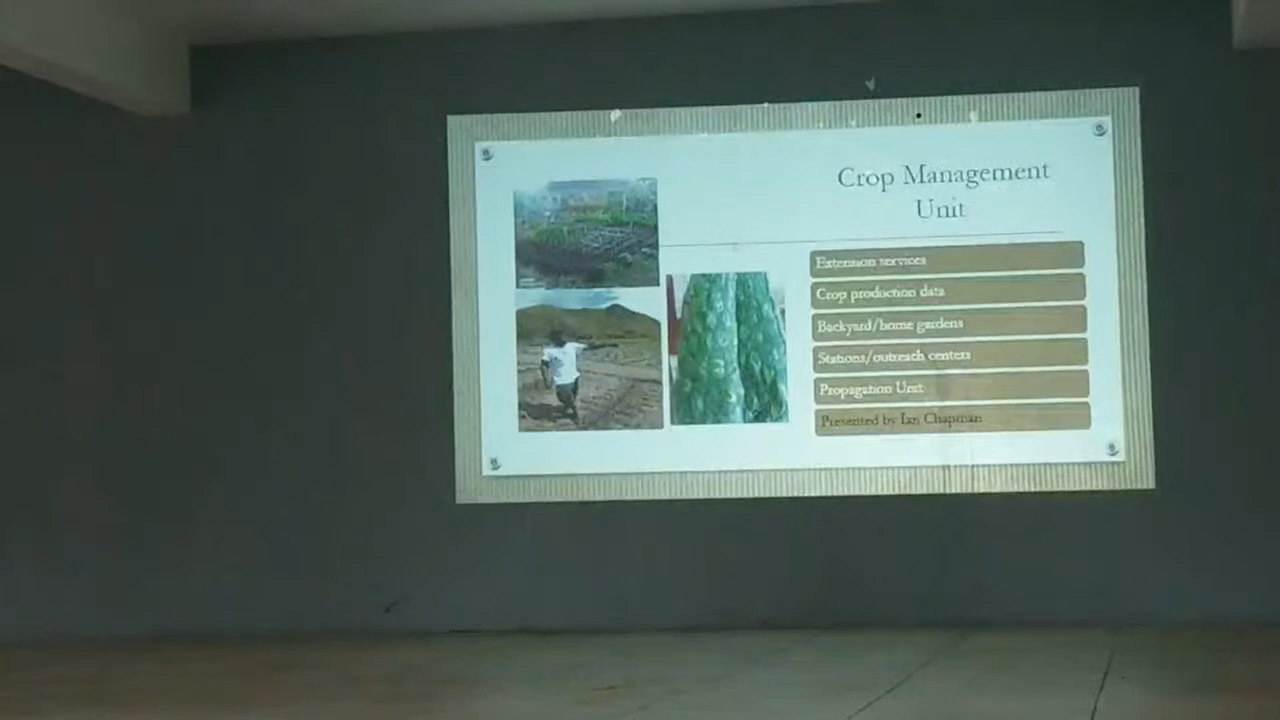 Crop Management
Unit
Extension services
Crop production data
Backyard/home gardens
Stations/outreach centers
Propagation Unit
Presented by Ian Chapman